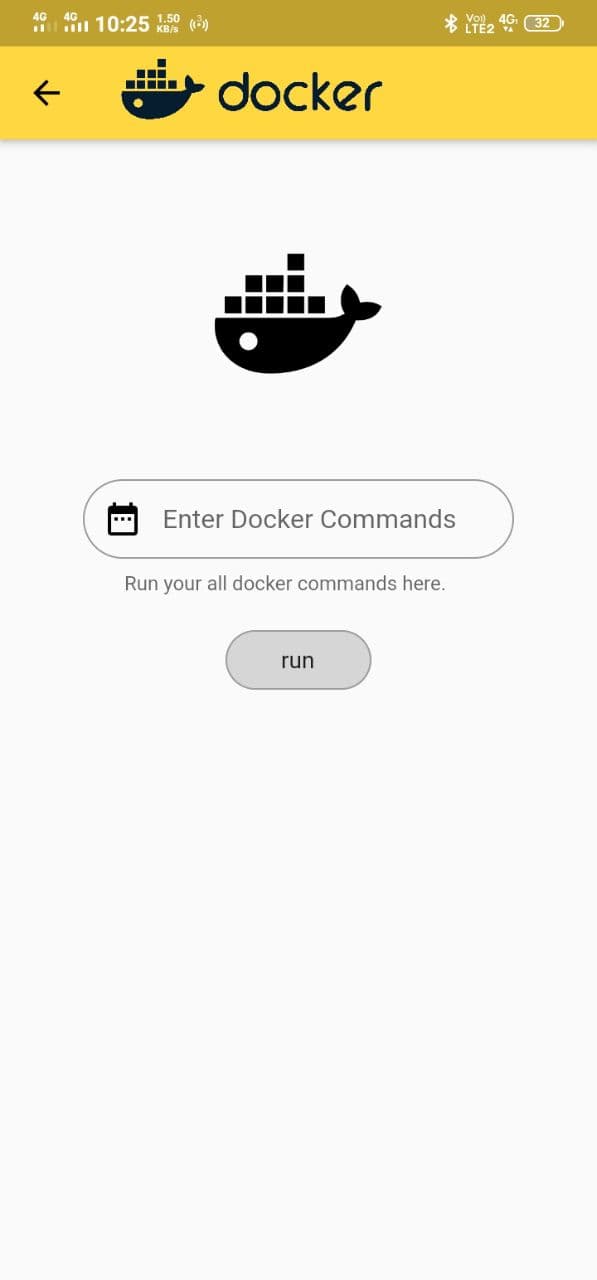 4G 4G 10:25 1.50 KB/s
Vo)) LTE2 4G 32
docker
Enter Docker Commands
Run your all docker commands here.
run